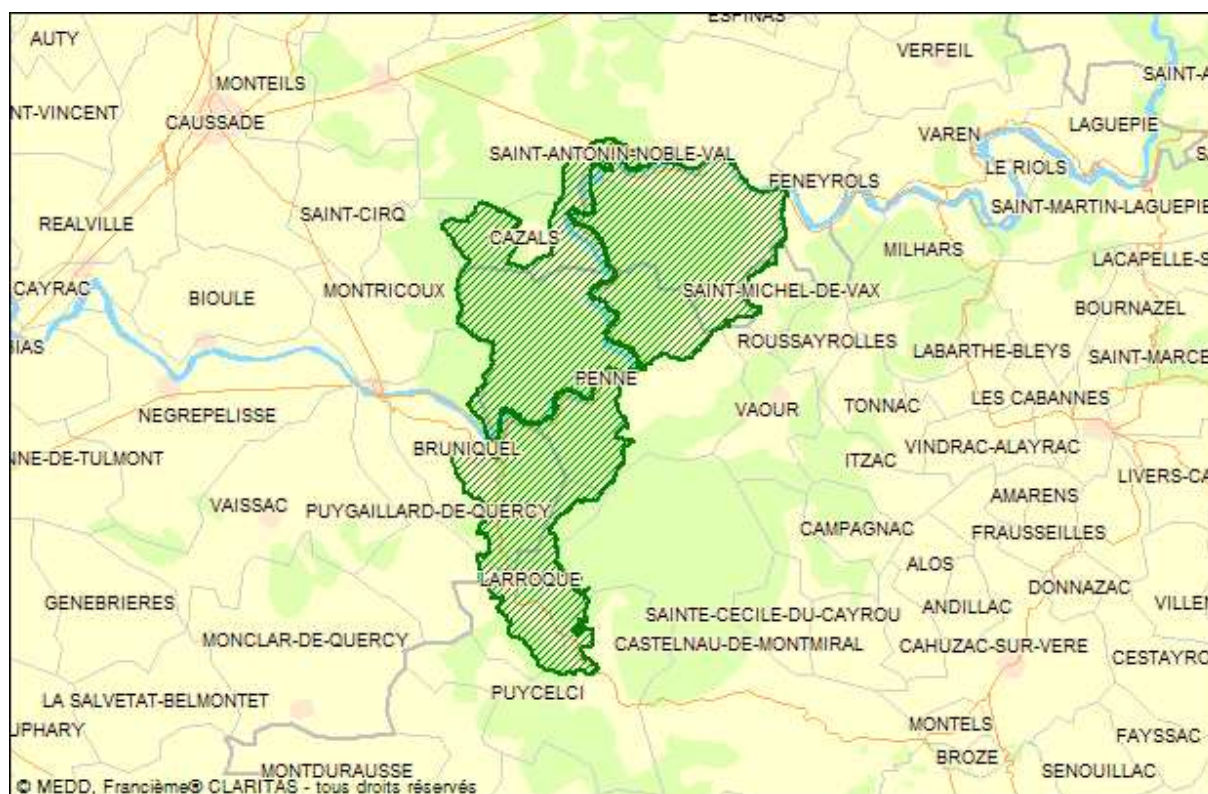 ESPINAS
AUTY
VERFEIL
MONTEILS
SAINT-A
NT-VINCENT
CAUSSADE
LAGUEPIE
VAREN
SAINT-ANTONIN-NOBLE-VAL
LE RIOLS
FENEYROLS
SAINT-MARTIN-LAGUEPIE
REALVILLE
SAINT-CIRQ
CAZALS
MILHARS
LACAPELLE-S
CAYRAC
BIOULE
MONTRICOUX
SAINT-MICHEL-DE-VAX
BOURNAZEL
IAS
ROUSSAYROLLES
LABARTHE-BLEYS
SAINT-MARCE
PENNE
NEGREPELISSE
VAOUR
TONNAC
LES CABANNES
BRUNIQUEL
VINDRAC-ALAYRAC
NNE-DE-TULMONT
ITZAC
LIVERS-CA
VAISSAC
PUYGAILLARD-DE-QUERCY
AMARENS
CAMPAGNAC
FRAUSSEILLES
ALOS
LARROQUE
DONNAZAC
GENEBRIERES
SAINTE-CECILE-DU-CAYROU
ANDILLAC
VILLEN
MONCLAR-DE-QUERCY
CASTELNAU-DE-MONTMIRAL
CAHUZAC-SUR-VERE
CESTAYRO
LA SALVETAT-BELMONTET
PUYCELCI
UPHARY
MONTELS
FAYSSAC
BROZE
MONTDURAUSSE
SENOUILLAC
© MEDD, Francième® CLARITAS - tous droits réservés